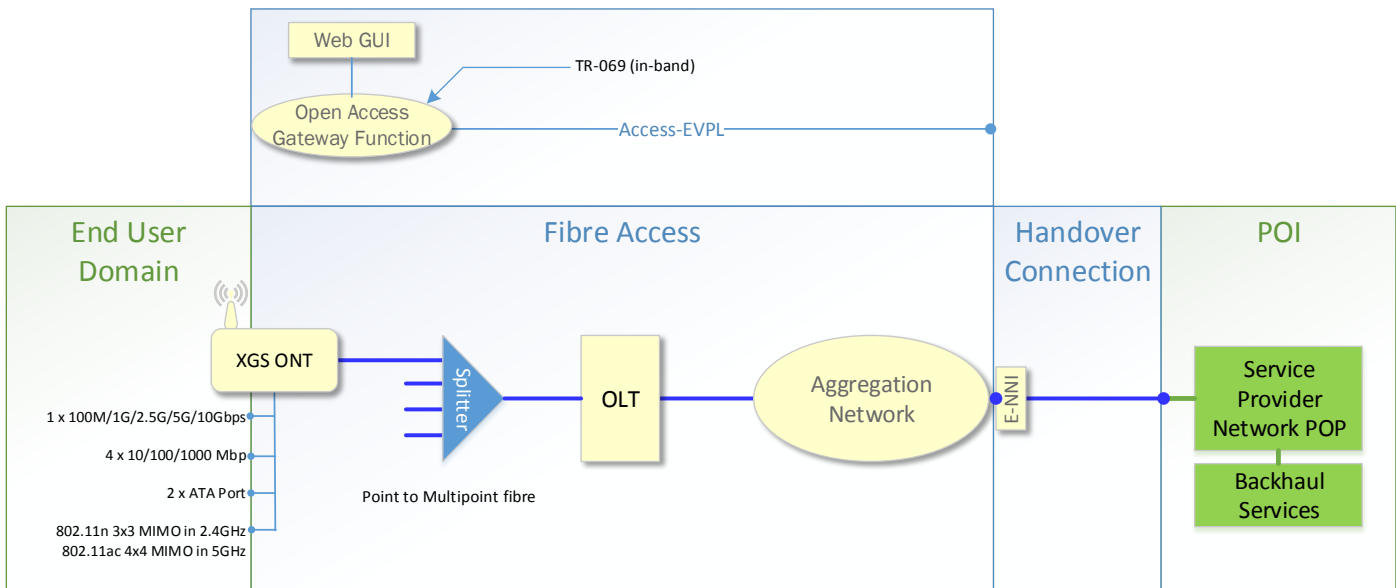 Web GUI
TR-069 (in-band)
Open Access
Gateway Function
Access-EVPL
End User
Domain
Fibre Access
Handover
Connection
POI
XGS ONT
Splitter
OLT
Aggregation
Network
E-NNI
Service
Provider
Network POP
Backhaul
Services
1 x 100M/1G/2.5G/5G/10Gbps
4 x 10/100/1000 Mbp
2 x ATA Port
802.11n 3x3 MIMO in 2.4GHz
802.11ac 4x4 MIMO in 5GHz
Point to Multipoint fibre